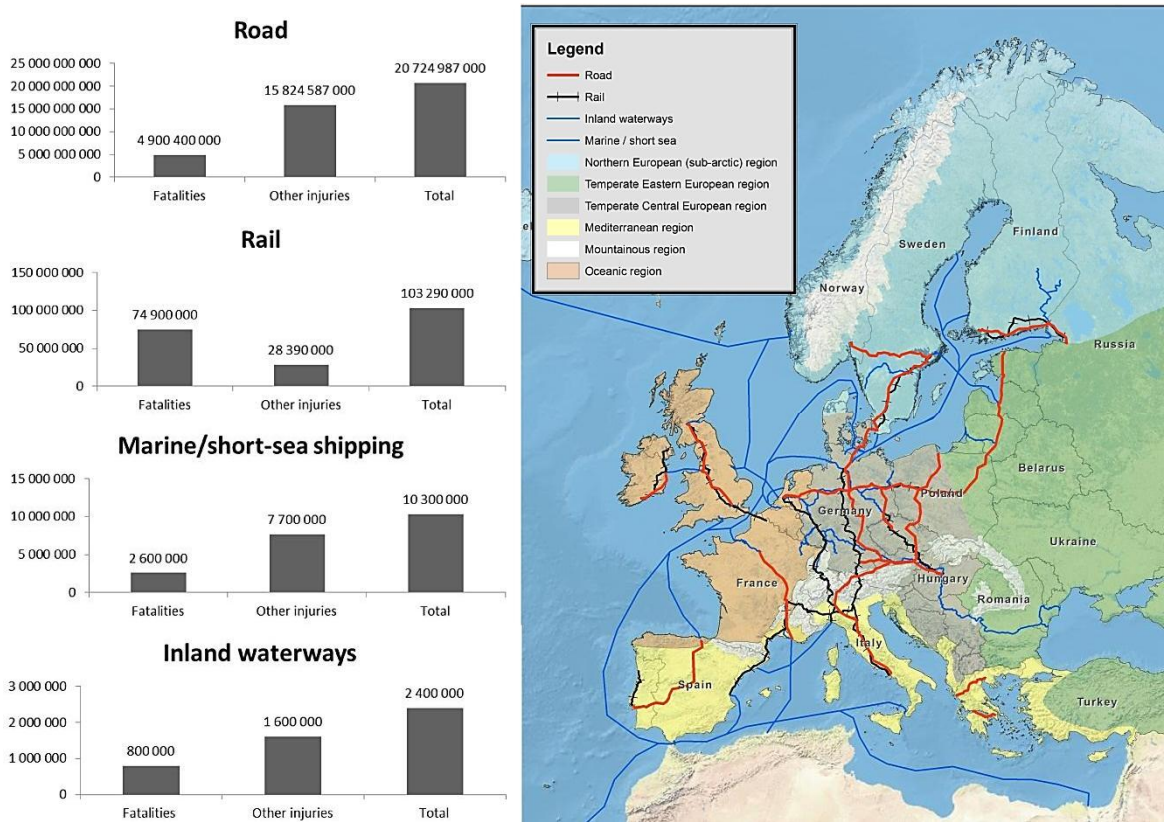 Road
25 000 000 000
20 000 000 000
15 000 000 000
10 000 000 000
5 000 000 000
0
4 900 400 000
15 824 587 000
20 724 987 000
Fatalities
Other injuries
Total
Rail
150 000 000
100 000 000
50 000 000
0
74 900 000
28 390 000
103 290 000
Fatalities
Other injuries
Total
Marine/short-sea shipping
15 000 000
10 000 000
5 000 000
0
2 600 000
7 700 000
10 300 000
Fatalities
Other injuries
Total
Inland waterways
3 000 000
2 000 000
1 000 000
0
800 000
1 600 000
2 400 000
Fatalities
Other injuries
Total
Legend
Road
Rail
Inland waterways
Marine / short sea
Northern European (sub-arctic) region
Temperate Eastern European region
Temperate Central European region
Mediterranean region
Mountainous region
Oceanic region
Sweden
Finland
Norway
Russia
Belarus
Poland
Germany
Ukraine
France
Hungary
Romania
Italy
Spain
Turkey